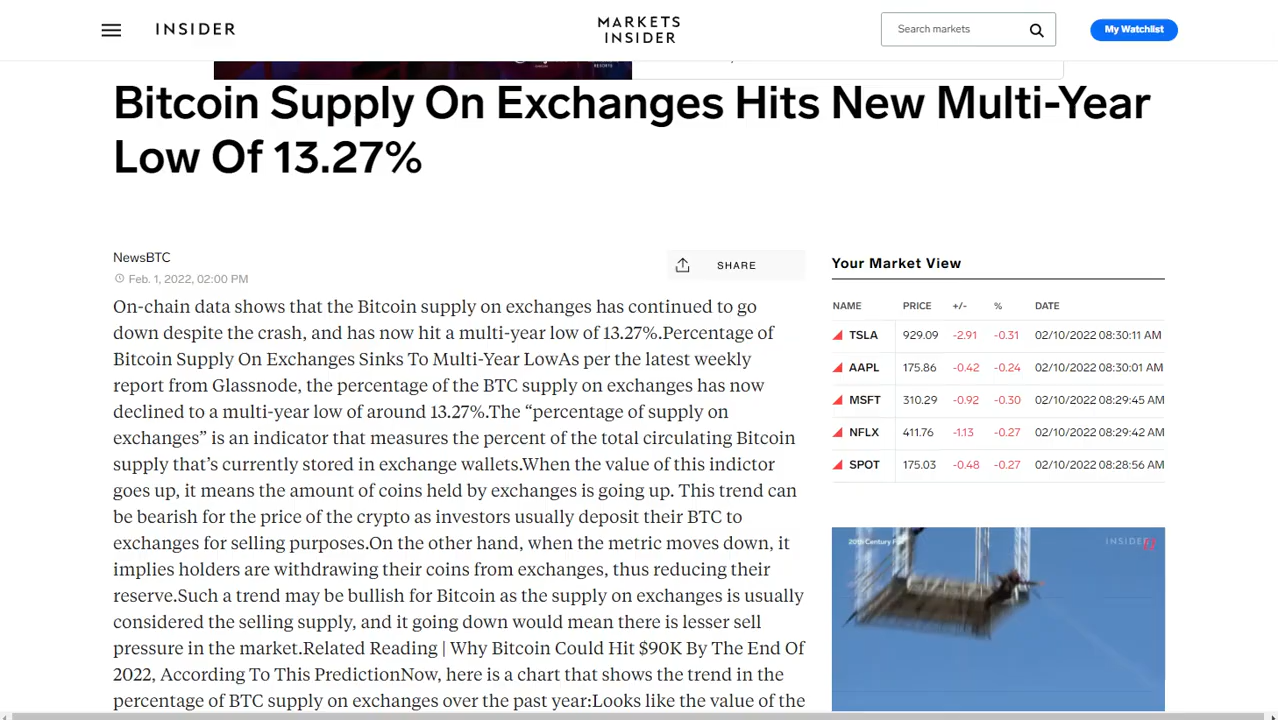 INSIDER
MARKETS
INSIDER
Search markets
My Watchlist
Bitcoin Supply On Exchanges Hits New Multi-Year
Low Of 13.27%
NewsBTC
Feb. 1, 2022, 02:00 PM
SHARE
On-chain data shows that the Bitcoin supply on exchanges has continued to go
down despite the crash, and has now hit a multi-year low of 13.27%.Percentage of
Bitcoin Supply On Exchanges Sinks To Multi-Year LowAs per the latest weekly
report from Glassnode, the percentage of the BTC supply on exchanges has now
declined to a multi-year low of around 13.27%.The “percentage of supply on
exchanges” is an indicator that measures the percent of the total circulating Bitcoin
supply that’s currently stored in exchange wallets.When the value of this indictor
goes up, it means the amount of coins held by exchanges is going up. This trend can
be bearish for the price of the crypto as investors usually deposit their BTC to
exchanges for selling purposes.On the other hand, when the metric moves down, it
implies holders are withdrawing their coins from exchanges, thus reducing their
reserve.Such a trend may be bullish for Bitcoin as the supply on exchanges is usually
considered the selling supply, and it going down would mean there is lesser sell
pressure in the market.Related Reading | Why Bitcoin Could Hit $90K By The End Of
2022, According To This PredictionNow, here is a chart that shows the trend in the
percentage of BTC supply on exchanges over the past year:Looks like the value of the
Your Market View
NAME PRICE +/- % DATE
TSLA 929.09 -2.91 -0.31 02/10/2022 08:30:11 AM
AAPL 175.86 -0.42 -0.24 02/10/2022 08:30:01 AM
MSFT 310.29 -0.92 -0.30 02/10/2022 08:29:45 AM
NFLX 411.76 -1.13 -0.27 02/10/2022 08:29:42 AM
SPOT 175.03 -0.48 -0.27 02/10/2022 08:28:56 AM
20th Century
INSIDER